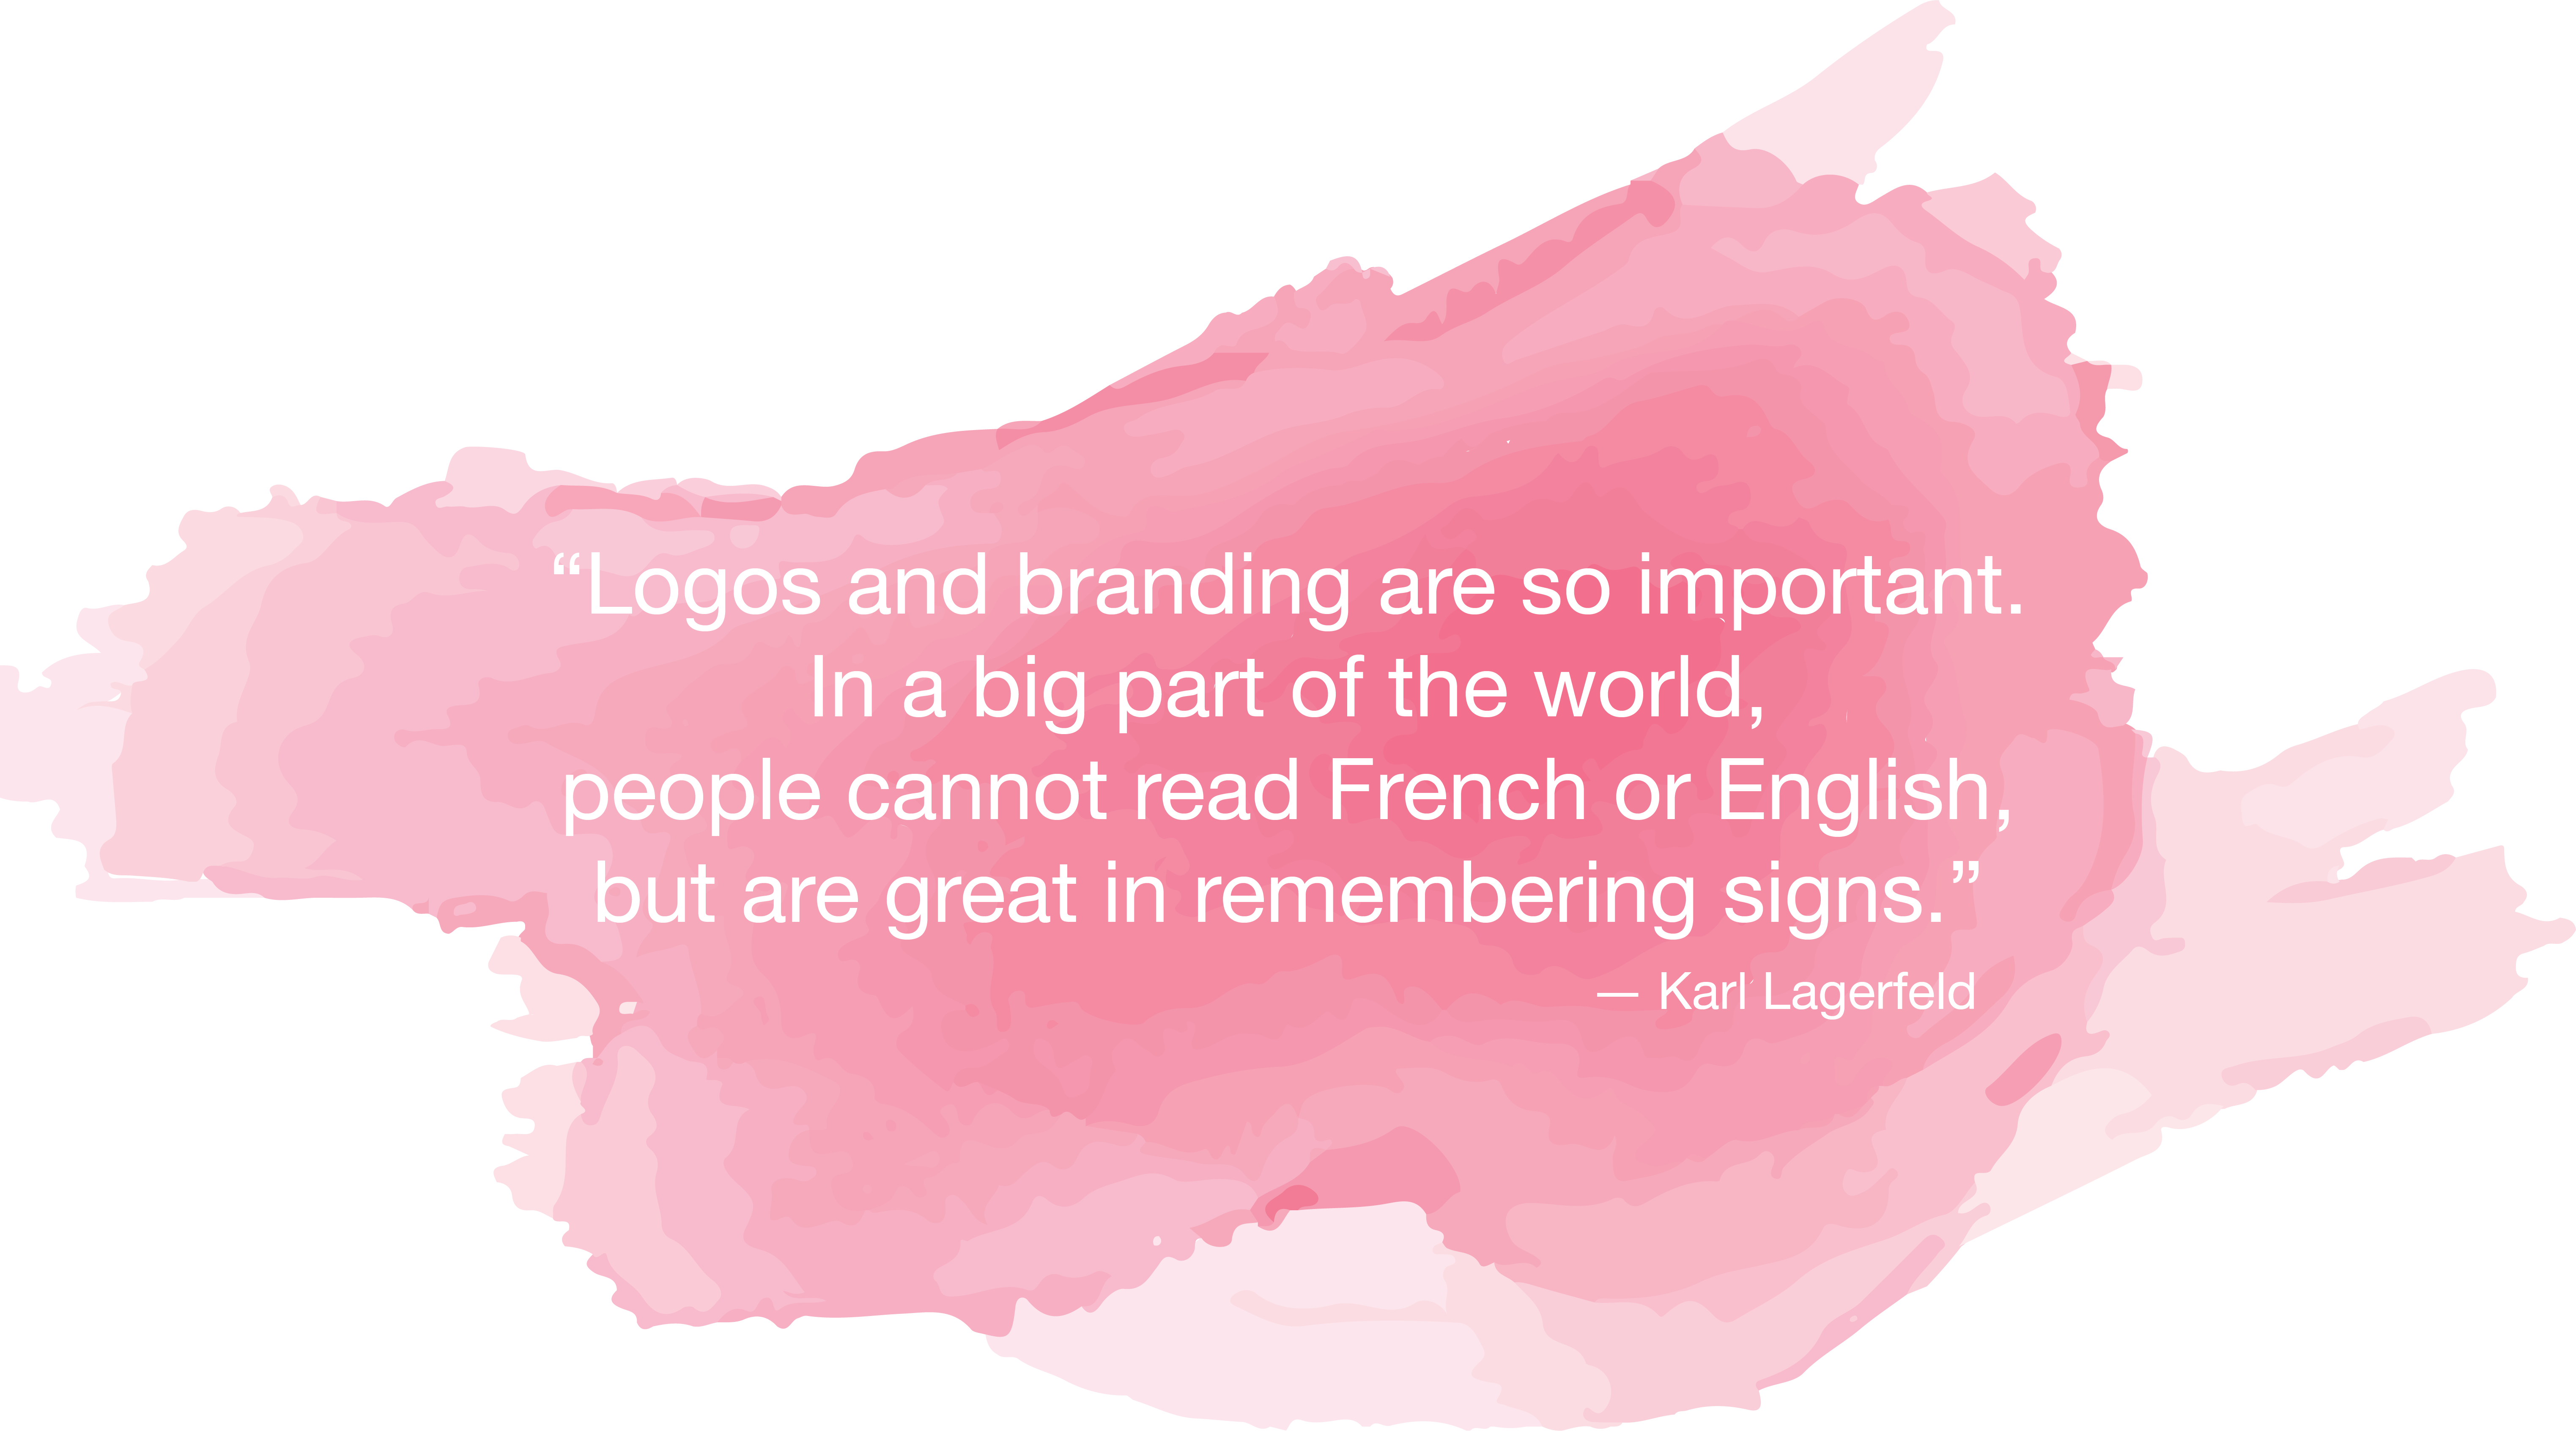 “Logos and branding are so important.
In a big part of the world,
people cannot read French or English,
but are great in remembering signs.”
— Karl Lagerfeld